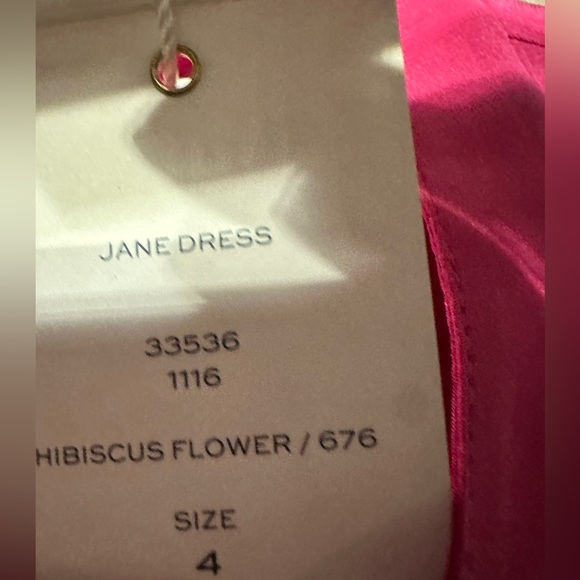 JANE DRESS
33536
1116
HIBISCUS FLOWER / 676
SIZE
4